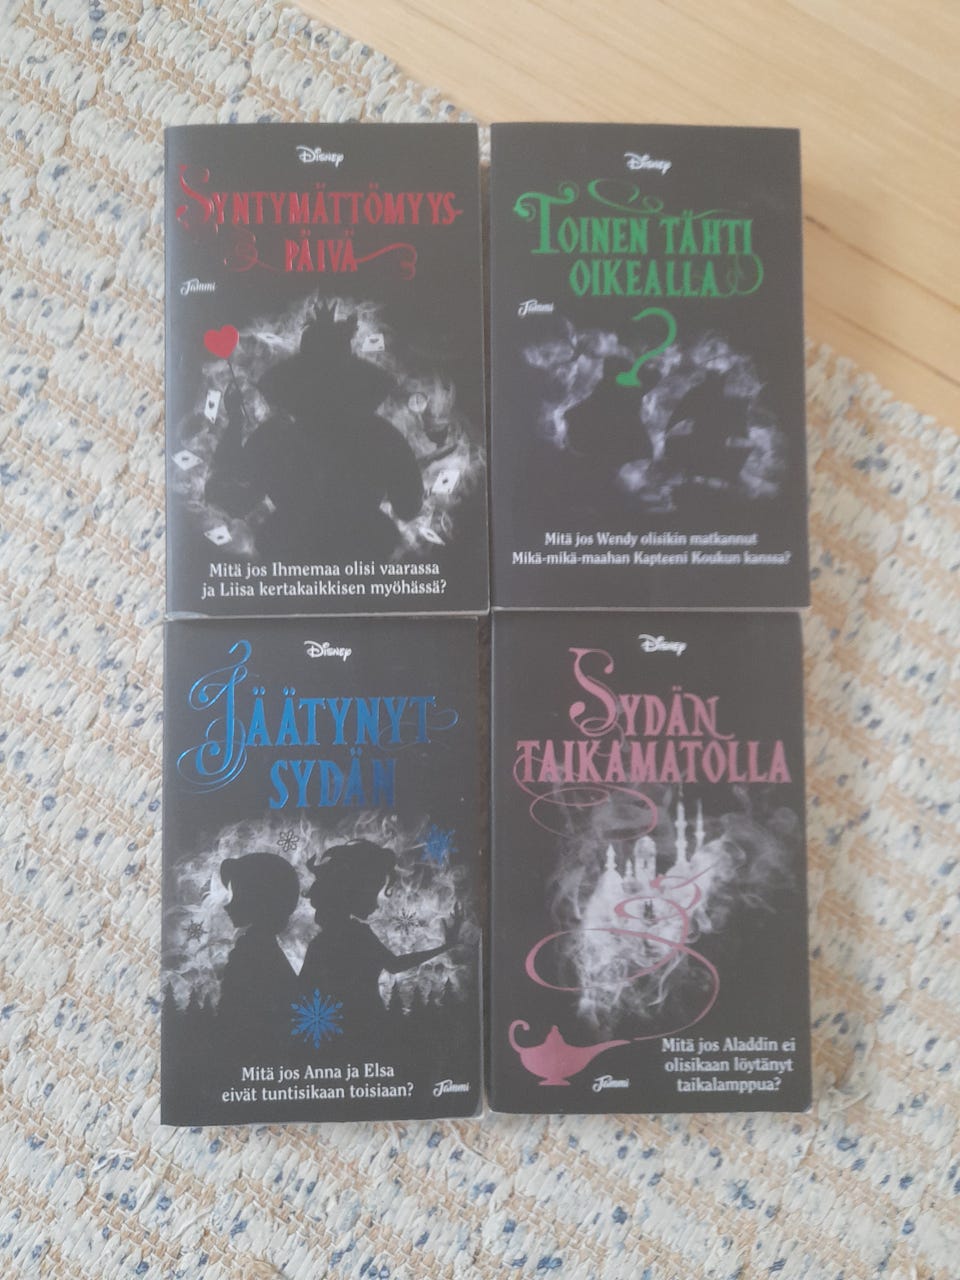 Disney
SYNTYMÄTTÖMYYS-
PÄIVÄ
Tammi
Mitä jos Ihmemaa olisi vaarassa
ja Liisa kertakaikkisen myöhässä?
Disney
TOINEN TÄHTI
OIKEALLA
Tammi
Mitä jos Wendy olisikin matkannut
Mikä-mikä-maahan Kapteeni Koukun kanssa?
Disney
JÄÄTYNYT
SYDÄN
Mitä jos Anna ja Elsa
eivät tuntisikaan toisiaan?
Tammi
Disney
SYDÄN
TAIKAMATOLLA
Mitä jos Aladdin ei
olisikaan löytänyt
taikalamppua?
Tammi